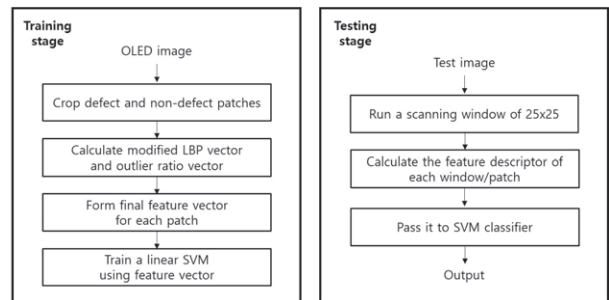 Training
stage
OLED image
Crop defect and non-defect patches
Calculate modified LBP vector
and outlier ratio vector
Form final feature vector
for each patch
Train a linear SVM
using feature vector
Testing
stage
Test image
Run a scanning window of 25x25
Calculate the feature descriptor of
each window/patch
Pass it to SVM classifier
Output